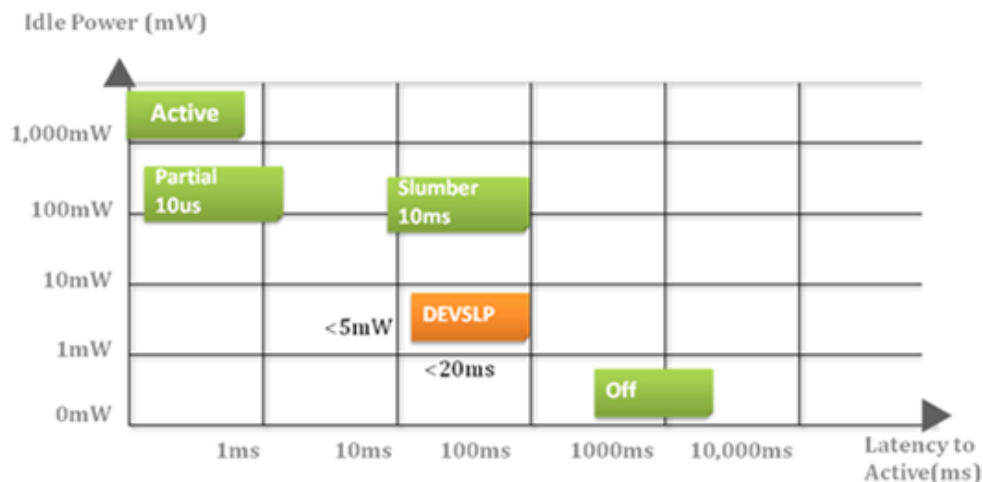 Idle Power (mW)
Active
1,000mW
Partial
10us
Slumber
10ms
100mW
10mW
DEVSLP
<5mW
1mW
<20ms
Off
0mW
1ms
10ms
100ms
1000ms
10,000ms
Latency to
Active(ms)